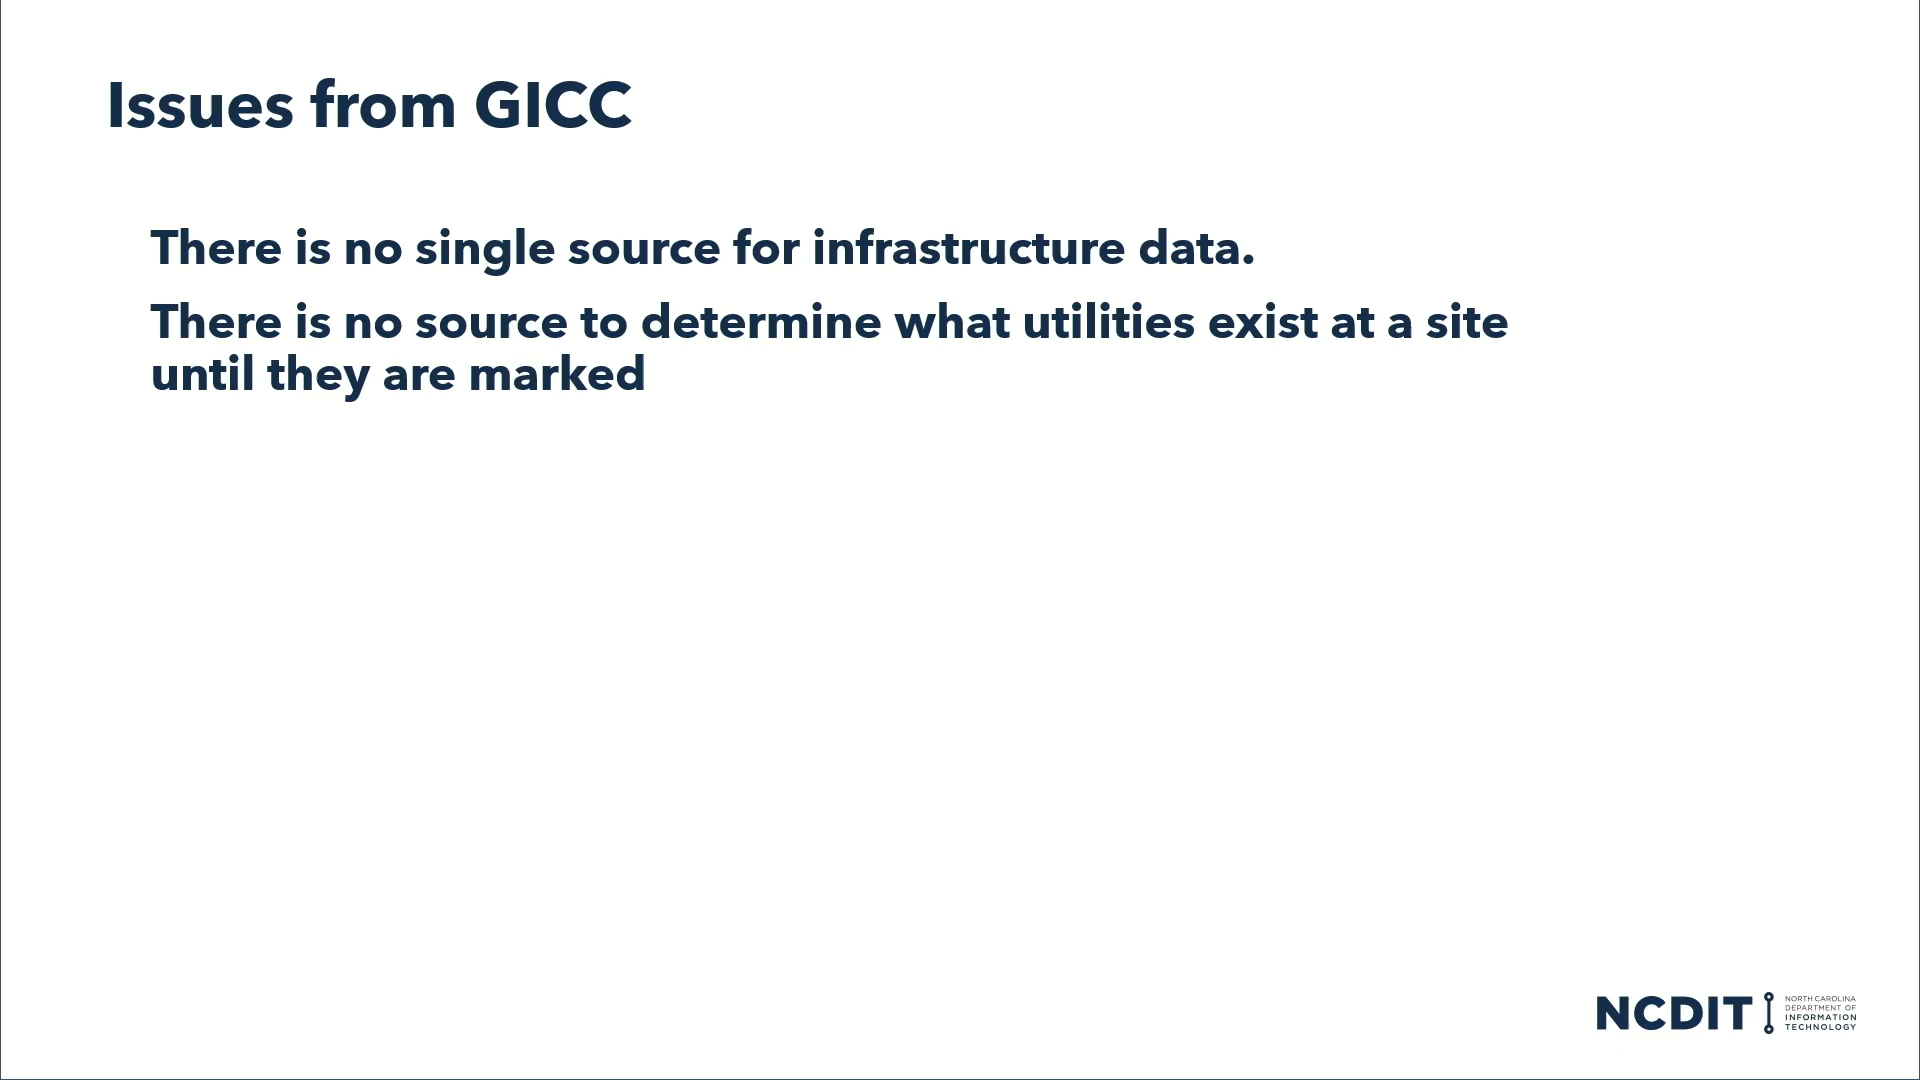 Issues from GICC
There is no single source for infrastructure data.
There is no source to determine what utilities exist at a site
until they are marked
NCDIT
NORTH CAROLINA
DEPARTMENT OF
INFORMATION
TECHNOLOGY